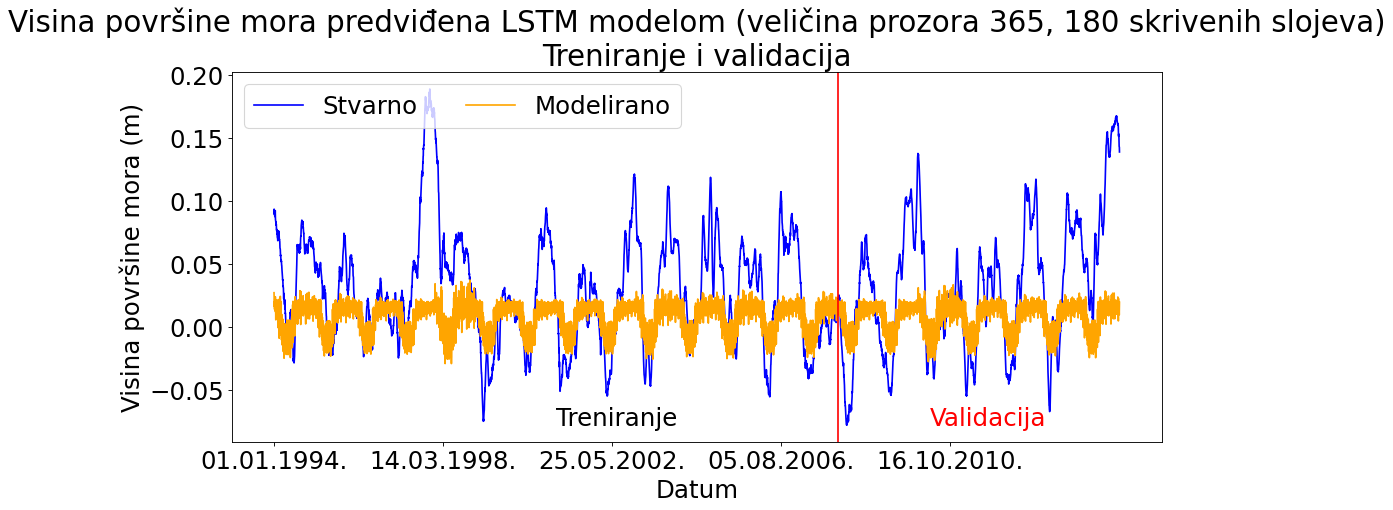 Visina površine mora predviđena LSTM modelom (veličina prozora 365, 180 skrivenih slojeva)
Treniranje i validacija
Stvarno Modelirano
Visina površine mora (m)
0.20
0.15
0.10
0.05
0.00
−0.05
Treniranje Validacija
01.01.1994. 14.03.1998. 25.05.2002. 05.08.2006. 16.10.2010.
Datum